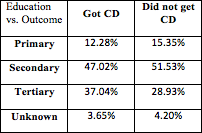 Education vs. Outcome Got CD Did not get CD
Primary 12.28% 15.35%
Secondary 47.02% 51.53%
Tertiary 37.04% 28.93%
Unknown 3.65% 4.20%